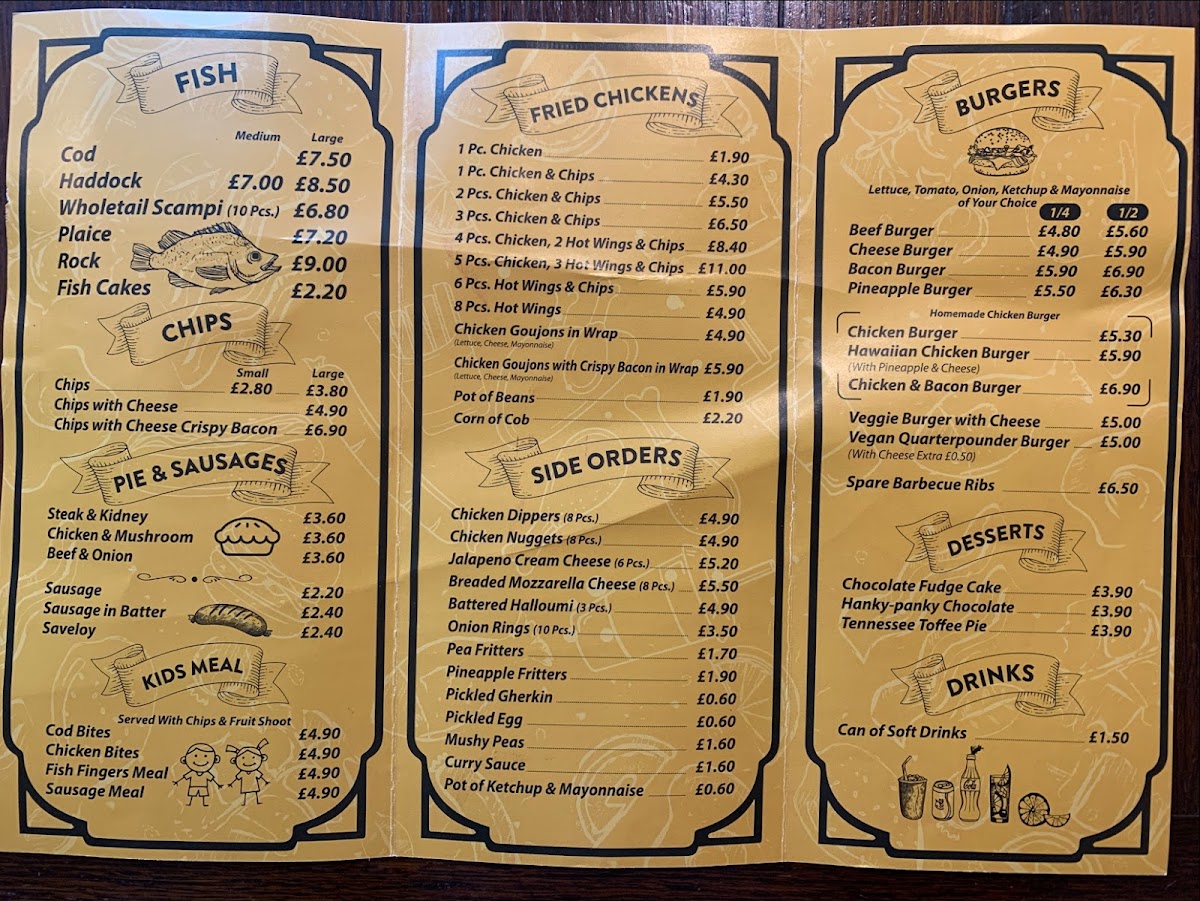 FISH
Medium Large
Cod £7.50
Haddock £7.00 £8.50
Wholetail Scampi (10 Pcs.) £6.80
Plaice £7.20
Rock £9.00
Fish Cakes £2.20
CHIPS
Small Large
Chips £2.80 £3.80
Chips with Cheese £4.90
Chips with Cheese Crispy Bacon £6.90
PIE & SAUSAGES
Steak & Kidney £3.60
Chicken & Mushroom £3.60
Beef & Onion £3.60
Sausage £2.20
Sausage in Batter £2.40
Saveloy £2.40
KIDS MEAL
Served With Chips & Fruit Shoot
Cod Bites £4.90
Chicken Bites £4.90
Fish Fingers Meal £4.90
Sausage Meal £4.90
FRIED CHICKENS
1 Pc. Chicken £1.90
1 Pc. Chicken & Chips £4.30
2 Pcs. Chicken & Chips £5.50
3 Pcs. Chicken & Chips £6.50
4 Pcs. Chicken, 2 Hot Wings & Chips £8.40
5 Pcs. Chicken, 3 Hot Wings & Chips £11.00
6 Pcs. Hot Wings & Chips £5.90
8 Pcs. Hot Wings £4.90
Chicken Goujons in Wrap £4.90
(Lettuce, Cheese, Mayonnaise)
Chicken Goujons with Crispy Bacon in Wrap £5.90
(Lettuce, Cheese, Mayonnaise)
Pot of Beans £1.90
Corn of Cob £2.20
SIDE ORDERS
Chicken Dippers (8 Pcs.) £4.90
Chicken Nuggets (8 Pcs.) £4.90
Jalapeno Cream Cheese (6 Pcs.) £5.20
Breaded Mozzarella Cheese (8 Pcs.) £5.50
Battered Halloumi (3 Pcs.) £4.90
Onion Rings (10 Pcs.) £3.50
Pea Fritters £1.70
Pineapple Fritters £1.90
Pickled Gherkin £0.60
Pickled Egg £0.60
Mushy Peas £1.60
Curry Sauce £1.60
Pot of Ketchup & Mayonnaise £0.60
BURGERS
Lettuce, Tomato, Onion, Ketchup & Mayonnaise
of Your Choice 1/4 1/2
Beef Burger £4.80 £5.60
Cheese Burger £4.90 £5.90
Bacon Burger £5.90 £6.90
Pineapple Burger £5.50 £6.30
Homemade Chicken Burger
Chicken Burger £5.30
Hawaiian Chicken Burger £5.90
(With Pineapple & Cheese)
Chicken & Bacon Burger £6.90
Veggie Burger with Cheese £5.00
Vegan Quarterpounder Burger £5.00
(With Cheese Extra £0.50)
Spare Barbecue Ribs £6.50
DESSERTS
Chocolate Fudge Cake £3.90
Hanky-panky Chocolate £3.90
Tennessee Toffee Pie £3.90
DRINKS
Can of Soft Drinks £1.50